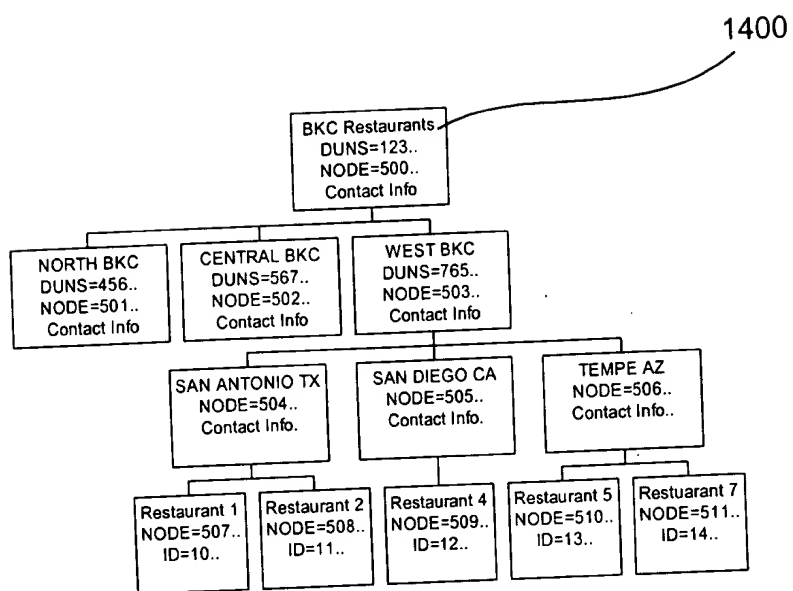 1400
BKC Restaurants
DUNS=123..
NODE=500..
Contact Info
NORTH BKC
DUNS=456..
NODE=501..
Contact Info
CENTRAL BKC
DUNS=567..
NODE=502..
Contact Info
WEST BKC
DUNS=765..
NODE=503..
Contact Info
SAN ANTONIO TX
NODE=504..
Contact Info.
SAN DIEGO CA
NODE=505..
Contact Info.
TEMPE AZ
NODE=506..
Contact Info..
Restaurant 1
NODE=507..
ID=10..
Restaurant 2
NODE=508..
ID=11..
Restaurant 4
NODE=509..
ID=12..
Restaurant 5
NODE=510..
ID=13..
Restuarant 7
NODE=511..
ID=14..